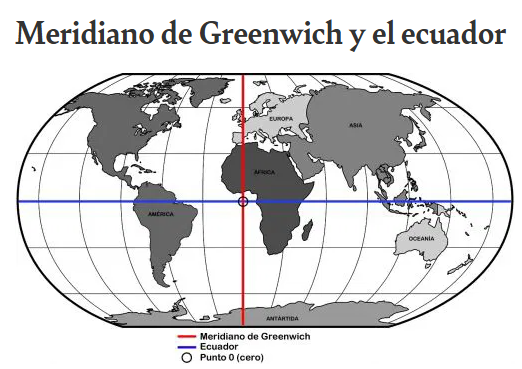 Meridiano de Greenwich y el ecuador
EUROPA
ASIA
ÁFRICA
AMÉRICA
OCEANÍA
ANTÁRTIDA
Meridiano de Greenwich
Ecuador
Punto 0 (cero)